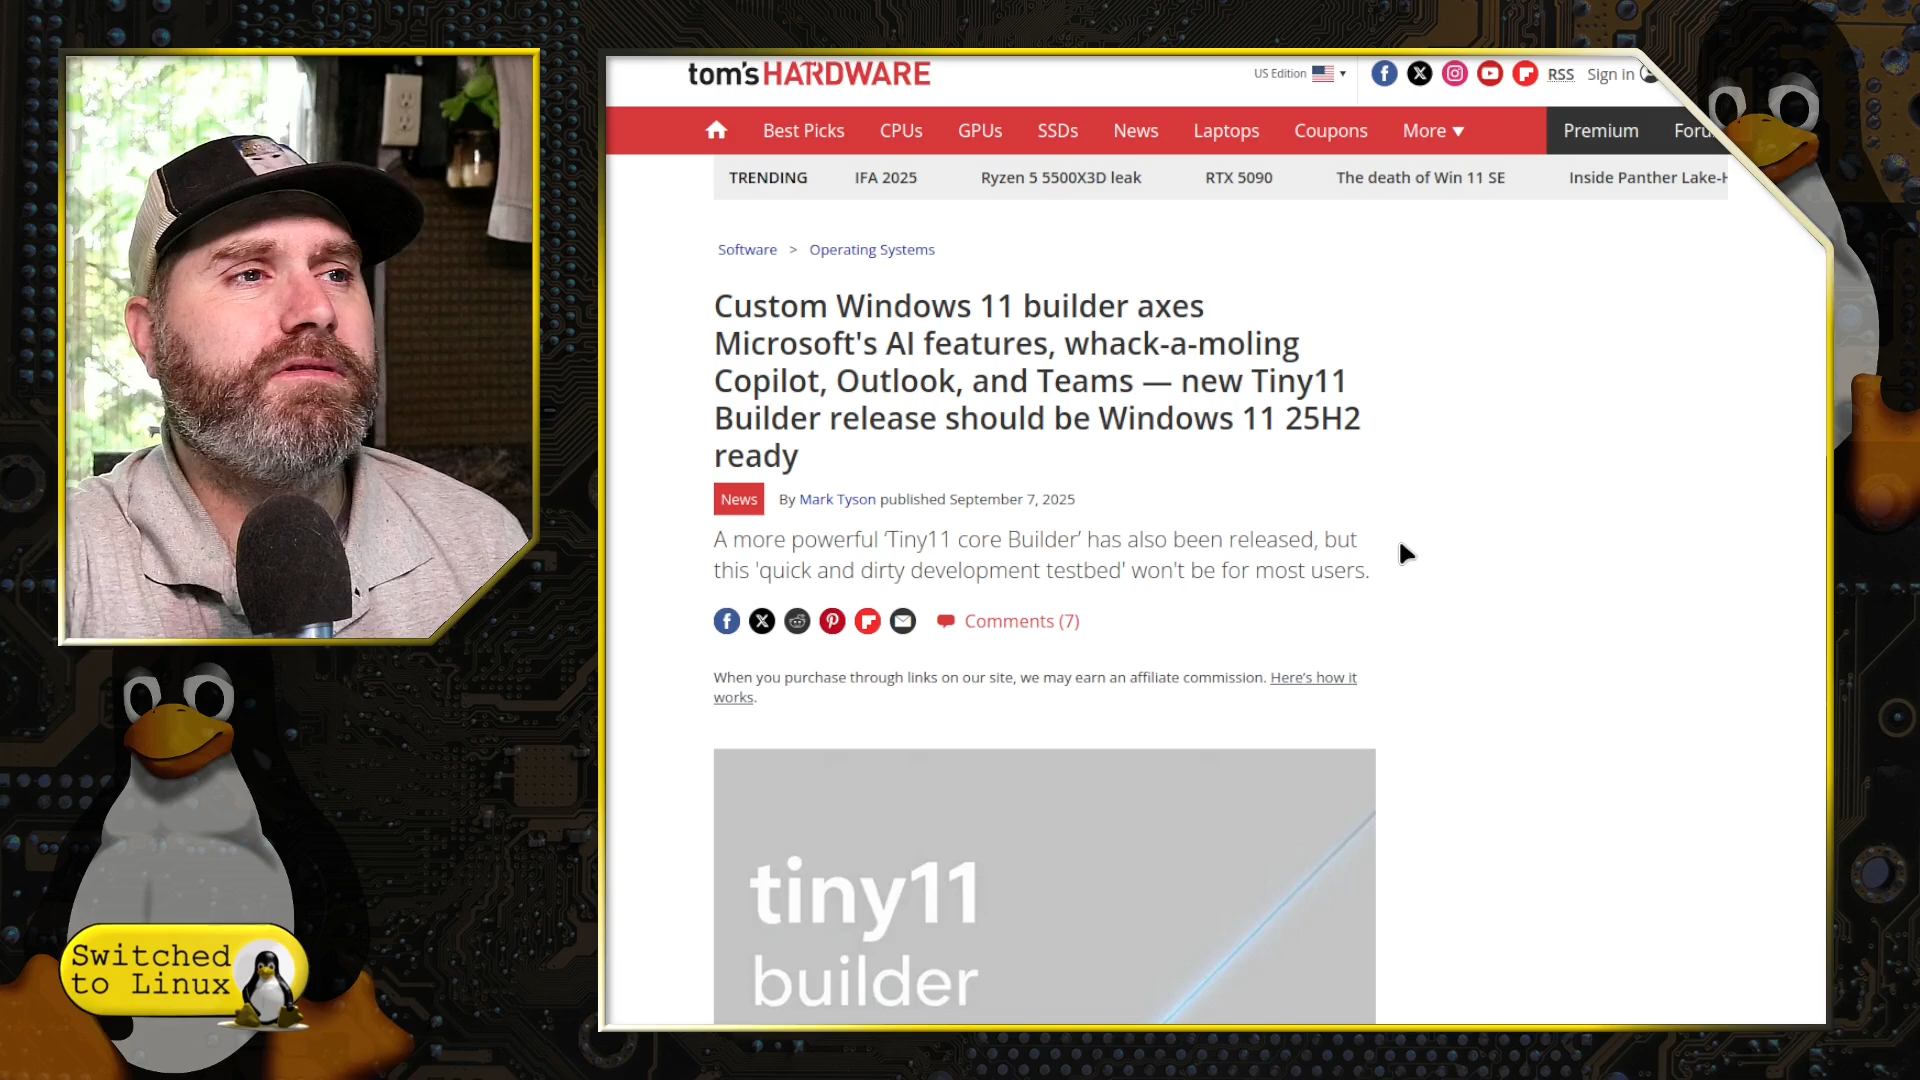 tom's HARDWARE
US Edition
RSS
Sign in
Best Picks
CPUs
GPUs
SSDs
News
Laptops
Coupons
More
Premium
Foru
TRENDING
IFA 2025
Ryzen 5 5500X3D leak
RTX 5090
The death of Win 11 SE
Inside Panther Lake-H
Software > Operating Systems
Custom Windows 11 builder axes
Microsoft's AI features, whack-a-moling
Copilot, Outlook, and Teams — new Tiny11
Builder release should be Windows 11 25H2
ready
News
By Mark Tyson published September 7, 2025
A more powerful ‘Tiny11 core Builder’ has also been released, but
this 'quick and dirty development testbed' won't be for most users.
Comments (7)
When you purchase through links on our site, we may earn an affiliate commission. Here’s how it
works.
tiny11
builder
Switched
to Linux